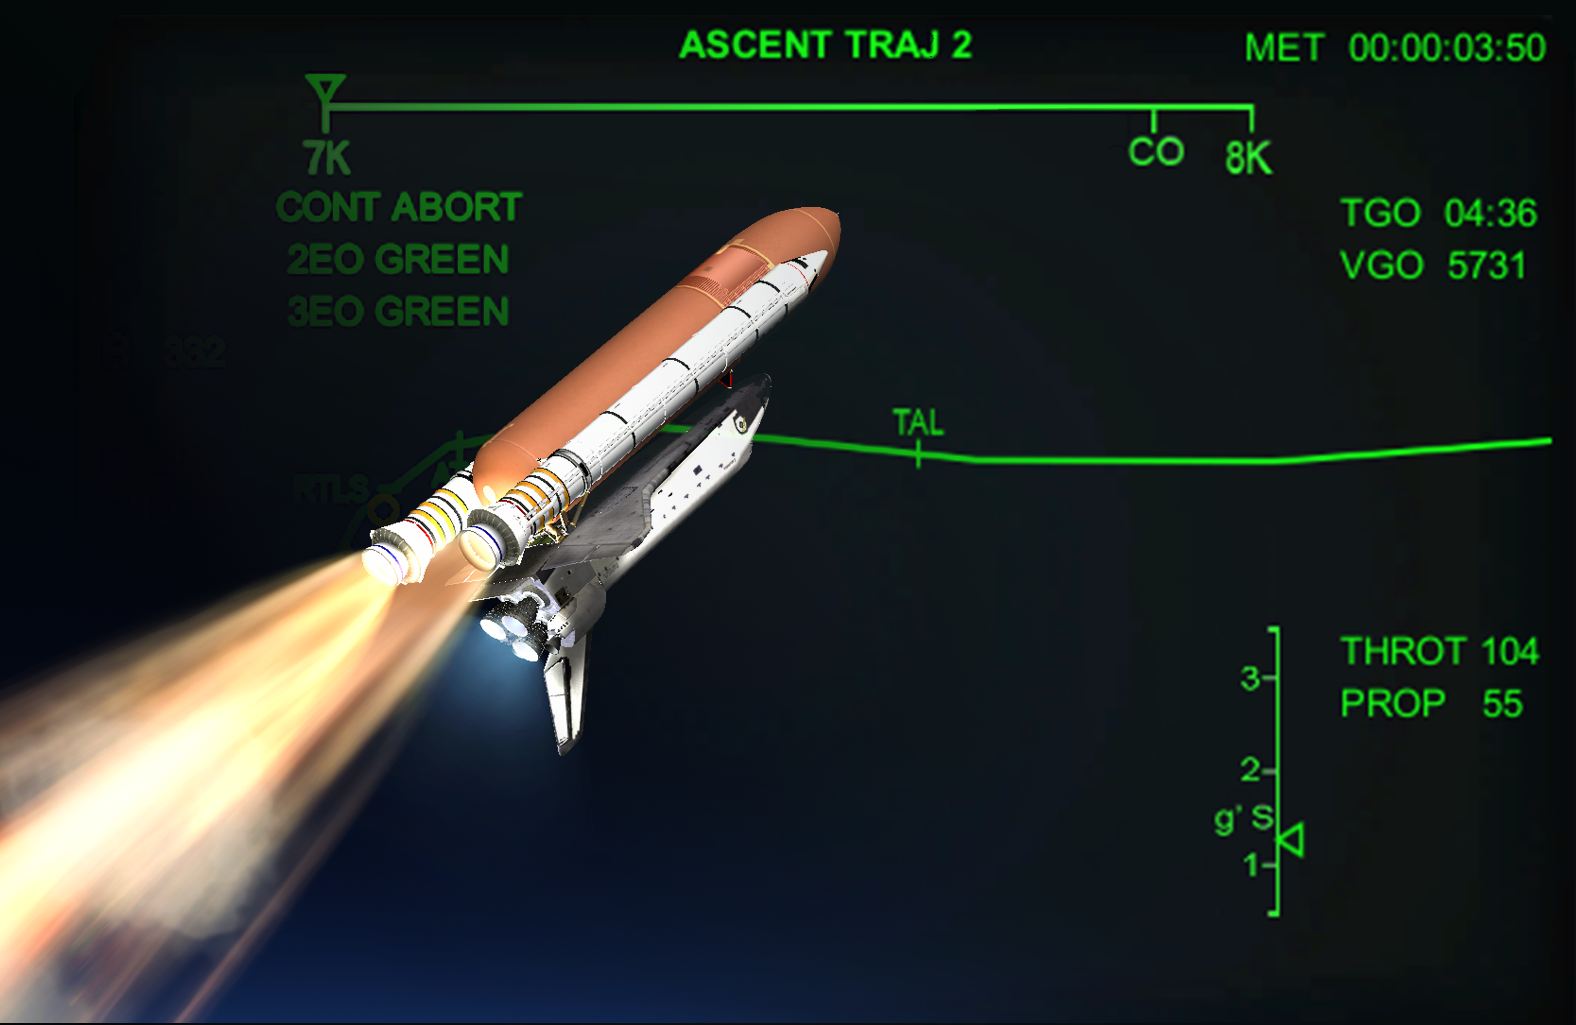 ASCENT TRAJ 2
MET 00:00:03:50
7K
CO
8K
CONT ABORT
2EO GREEN
3EO GREEN
TGO 04:36
VGO 5731
TAL
RTLS
THROT 104
PROP 55
3
2
g' S
1